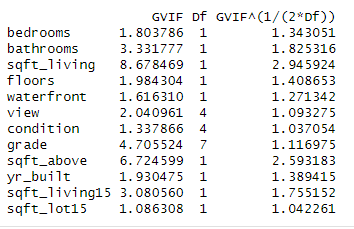 GVIF Df GVIF^(1/(2*Df))
bedrooms 1.803786 1 1.343051
bathrooms 3.331777 1 1.825316
sqft_living 8.678469 1 2.945924
floors 1.984304 1 1.408653
waterfront 1.616310 1 1.271342
view 2.040961 4 1.093275
condition 1.337866 4 1.037054
grade 4.705524 7 1.116975
sqft_above 6.724599 1 2.593183
yr_built 1.930475 1 1.389415
sqft_living15 3.080560 1 1.755152
sqft_lot15 1.086308 1 1.042261